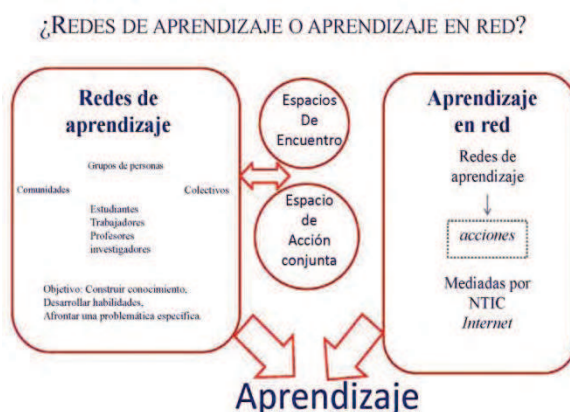 ¿REDES DE APRENDIZAJE O APRENDIZAJE EN RED?
Redes de
aprendizaje
Grupos de personas
Comunidades
Colectivos
Estudiantes
Trabajadores
Profesores
investigadores
Objetivo: Construir conocimiento,
Desarrollar habilidades,
Afrontar una problemática específica.
Espacios
De
Encuentro
Espacio
de
Acción
conjunta
Aprendizaje
en red
Redes de
aprendizaje
acciones
Mediadas por
NTIC
Internet
Aprendizaje